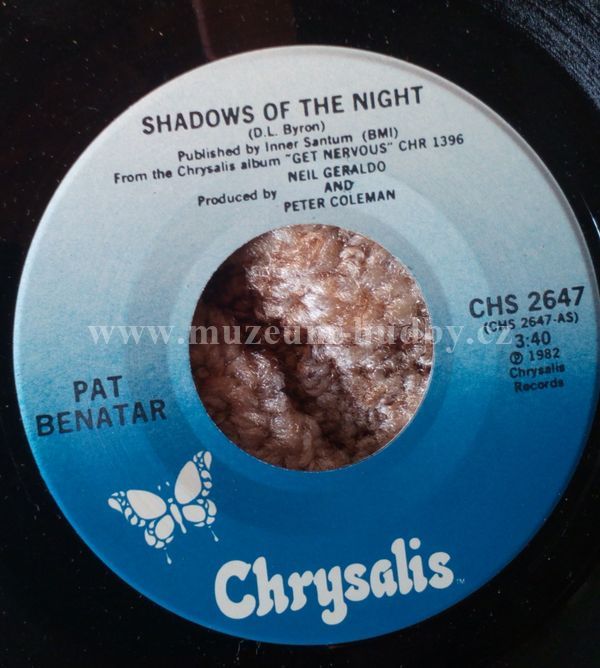 SHADOWS OF THE NIGHT
(D.L. Byron)
Published by Inner Santum (BMI)
From the Chrysalis album "GET NERVOUS" CHR 1396
Produced by NEIL GERALDO
AND
PETER COLEMAN
www.muzeum-hudby.cz
CHS 2647
(CHS 2647-AS)
3:40
℗ 1982
Chrysalis
Records
PAT
BENATAR
Chrysalis™